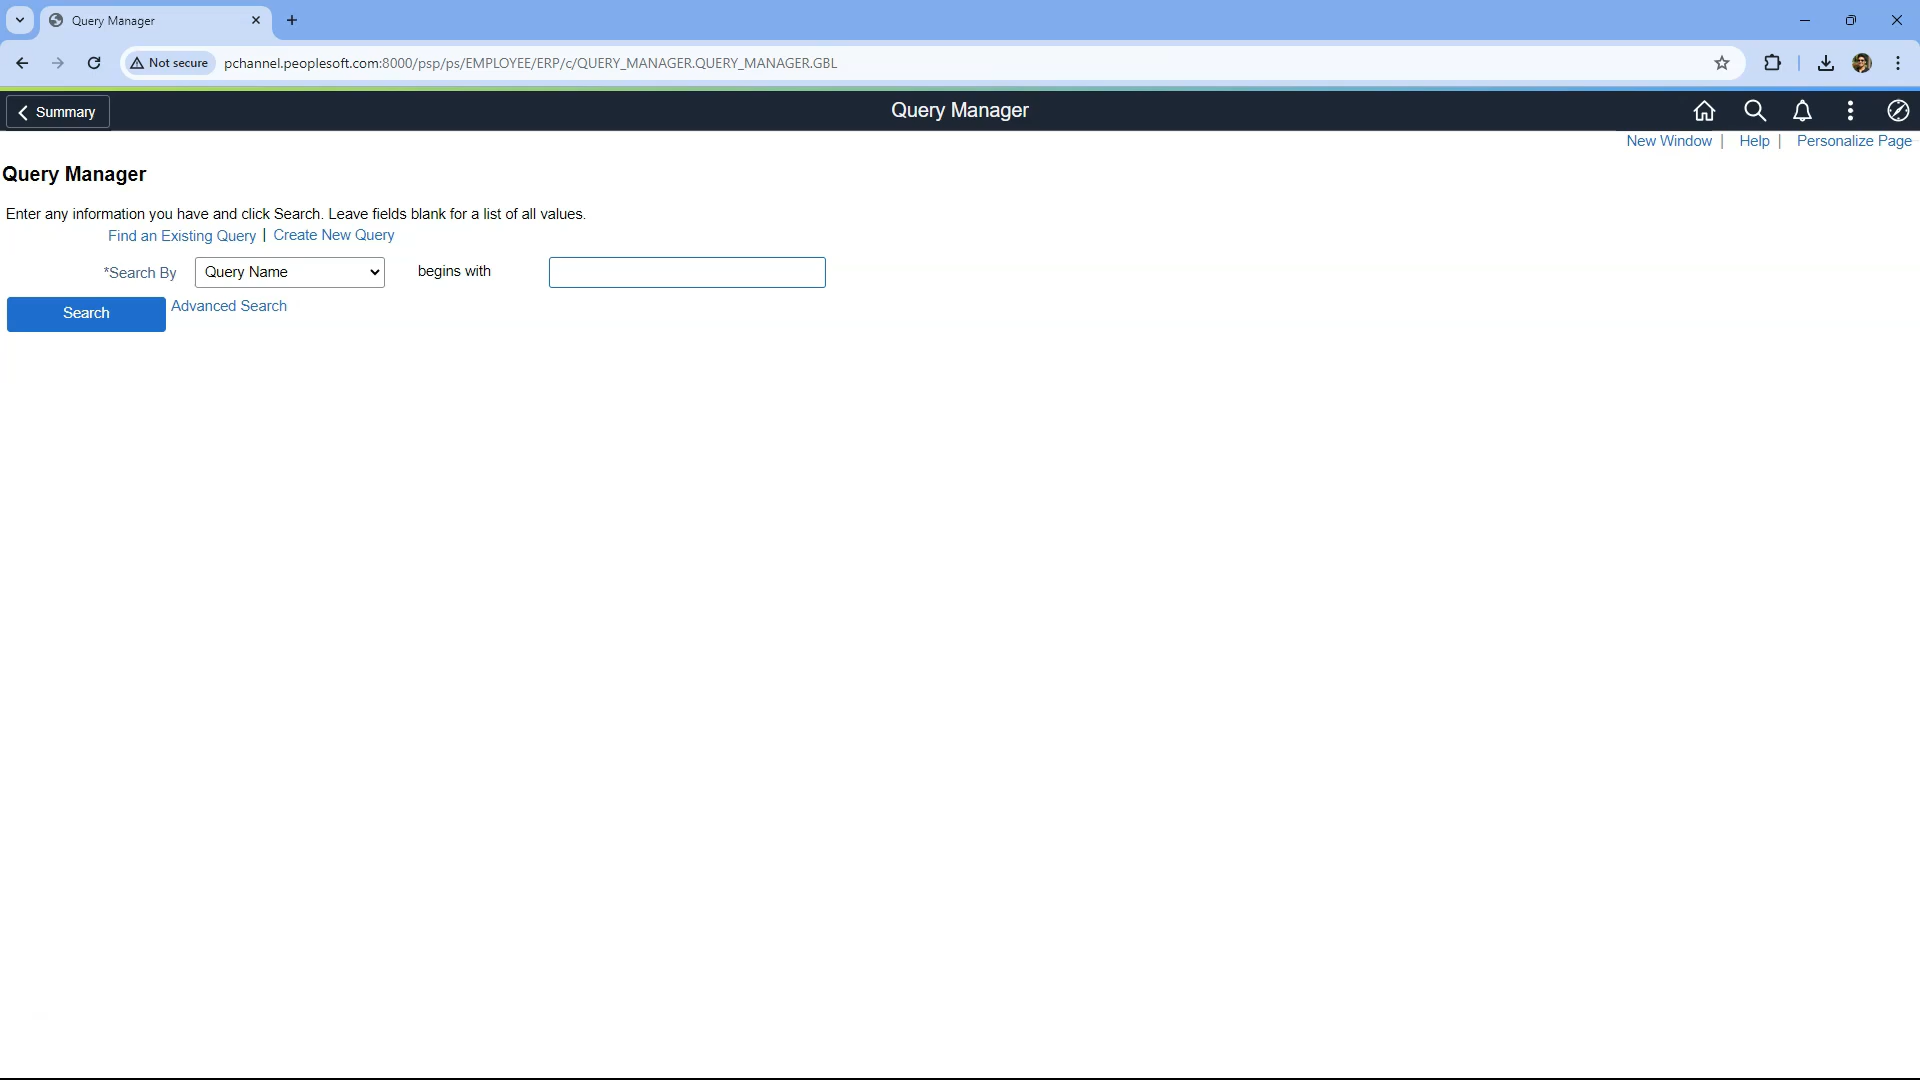 Query Manager
Not secure pchannel.peoplesoft.com:8000/psp/ps/EMPLOYEE/ERP/c/QUERY_MANAGER.QUERY_MANAGER.GBL
Summary Query Manager
New Window | Help | Personalize Page
Query Manager
Enter any information you have and click Search. Leave fields blank for a list of all values.
Find an Existing Query | Create New Query
*Search By Query Name begins with
Search Advanced Search